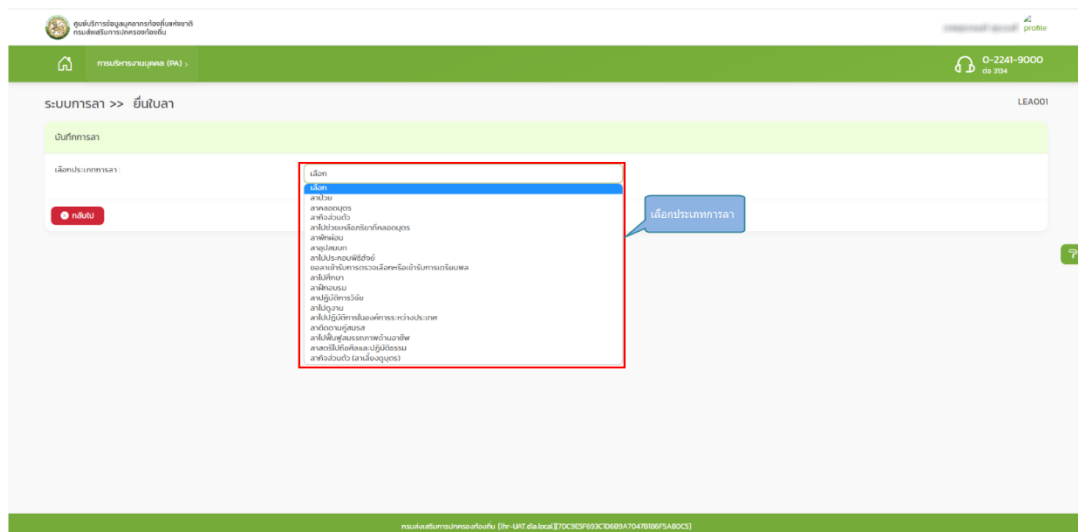 ศูนย์บริการข้อมูลบุคลากรท้องถิ่นแห่งชาติ
กรมส่งเสริมการปกครองท้องถิ่น
profile
การบริหารงานบุคคล (PA)
0-2241-9000
ต่อ 3134
ระบบการลา >> ยื่นใบลา
LEA001
บันทึกการลา
เลือกประเภทการลา :
เลือก
เลือก
ลาป่วย
ลาคลอดบุตร
ลากิจส่วนตัว
ลาไปช่วยเหลือภริยาที่คลอดบุตร
ลาพักผ่อน
ลาอุปสมบท
ลาไปประกอบพิธีฮัจย์
ขอลาเข้ารับการตรวจเลือกหรือเข้ารับการเตรียมพล
ลาไปศึกษา
ลาฝึกอบรม
ลาปฏิบัติการวิจัย
ลาไปดูงาน
ลาไปปฏิบัติการในองค์การระหว่างประเทศ
ลาติดตามคู่สมรส
ลาไปฟื้นฟูสมรรถภาพด้านอาชีพ
ลาสตรีไปถือศีลและปฏิบัติธรรม
ลากิจส่วนตัว (ลาเลี้ยงดูบุตร)
เลือกประเภทการลา
กลับไป
กรมส่งเสริมการปกครองท้องถิ่น [lhr-UAT.dla.local][70C9E5F693C1D6B9A7047B186F5A80C5]